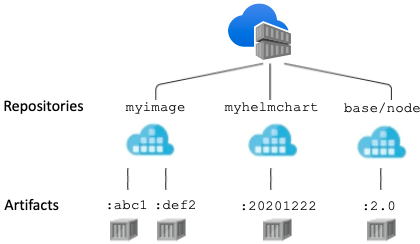 Repositories myimage myhelmchart base/node
Artifacts :abc1 :def2 :20201222 :2.0